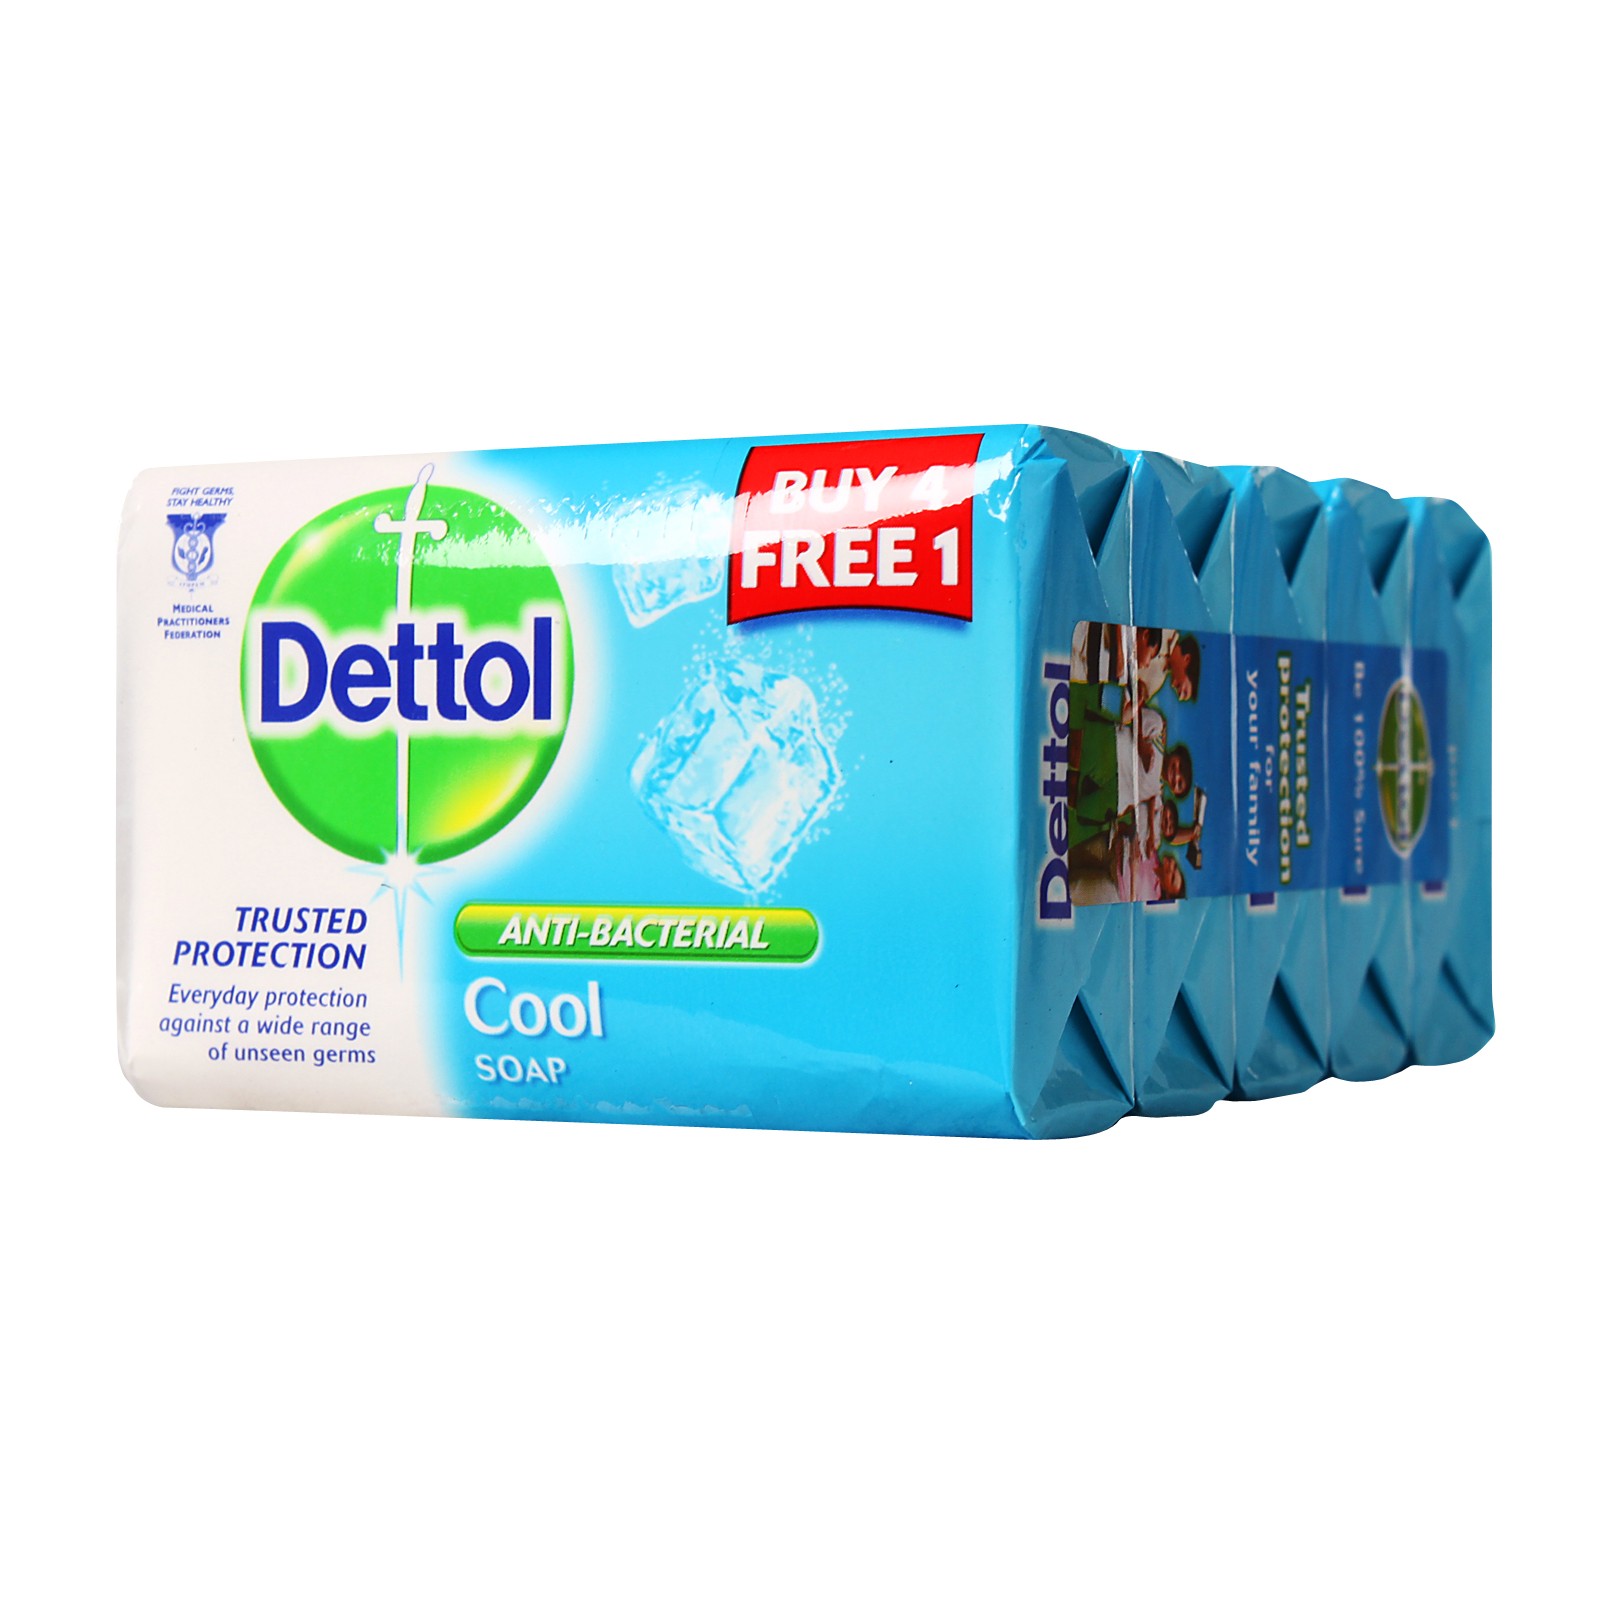 FIGHT GERMS,
STAY HEALTHY
MEDICAL
PRACTITIONERS
FEDERATION
Dettol
BUY 4
FREE 1
TRUSTED
PROTECTION
Everyday protection
against a wide range
of unseen germs
ANTI-BACTERIAL
Cool
SOAP
Dettol
Trusted
protection
for
your family
Be 100% Sure